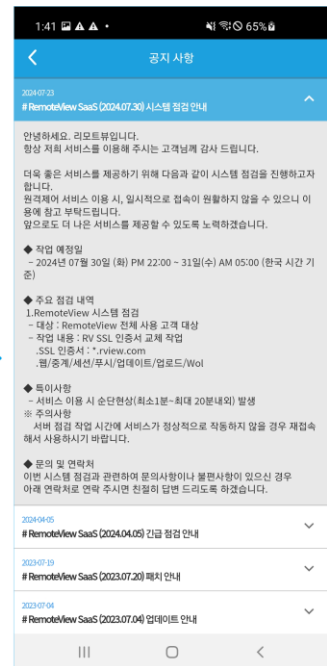 1:41
65%
공지 사항
2024-07-23
# RemoteView SaaS (2024.07.30) 시스템 점검 안내
안녕하세요. 리모트뷰입니다.
항상 저희 서비스를 이용해 주시는 고객님께 감사 드립니다.
더욱 좋은 서비스를 제공하기 위해 다음과 같이 시스템 점검을 진행하고자
합니다.
원격제어 서비스 이용 시, 일시적으로 접속이 원활하지 않을 수 있으니 이
용에 참고 부탁드립니다.
앞으로도 더 나은 서비스를 제공할 수 있도록 노력하겠습니다.
◆ 작업 예정일
– 2024년 07월 30일 (화) PM 22:00 ~ 31일(수) AM 05:00 (한국 시간 기
준)
◆ 주요 점검 내역
1.RemoteView 시스템 점검
– 대상 : RemoteView 전체 사용 고객 대상
– 작업 내용 : RV SSL 인증서 교체 작업
.SSL 인증서 : *.rview.com
.웹/중계/세션/푸시/업데이트/업로드/Wol
◆ 특이사항
– 서비스 이용 시 순단현상(최소1분~최대 20분내외) 발생
※ 주의사항
서버 점검 작업 시간에 서비스가 정상적으로 작동하지 않을 경우 재접속
해서 사용하시기 바랍니다.
◆ 문의 및 연락처
이번 시스템 점검과 관련하여 문의사항이나 불편사항이 있으신 경우
아래 연락처로 연락 주시면 친절히 답변 드리도록 하겠습니다.
2024-04-05
# RemoteView SaaS (2024.04.05) 긴급 점검 안내
2023-07-19
# RemoteView SaaS (2023.07.20) 패치 안내
2023-07-04
# RemoteView SaaS (2023.07.04) 업데이트 안내